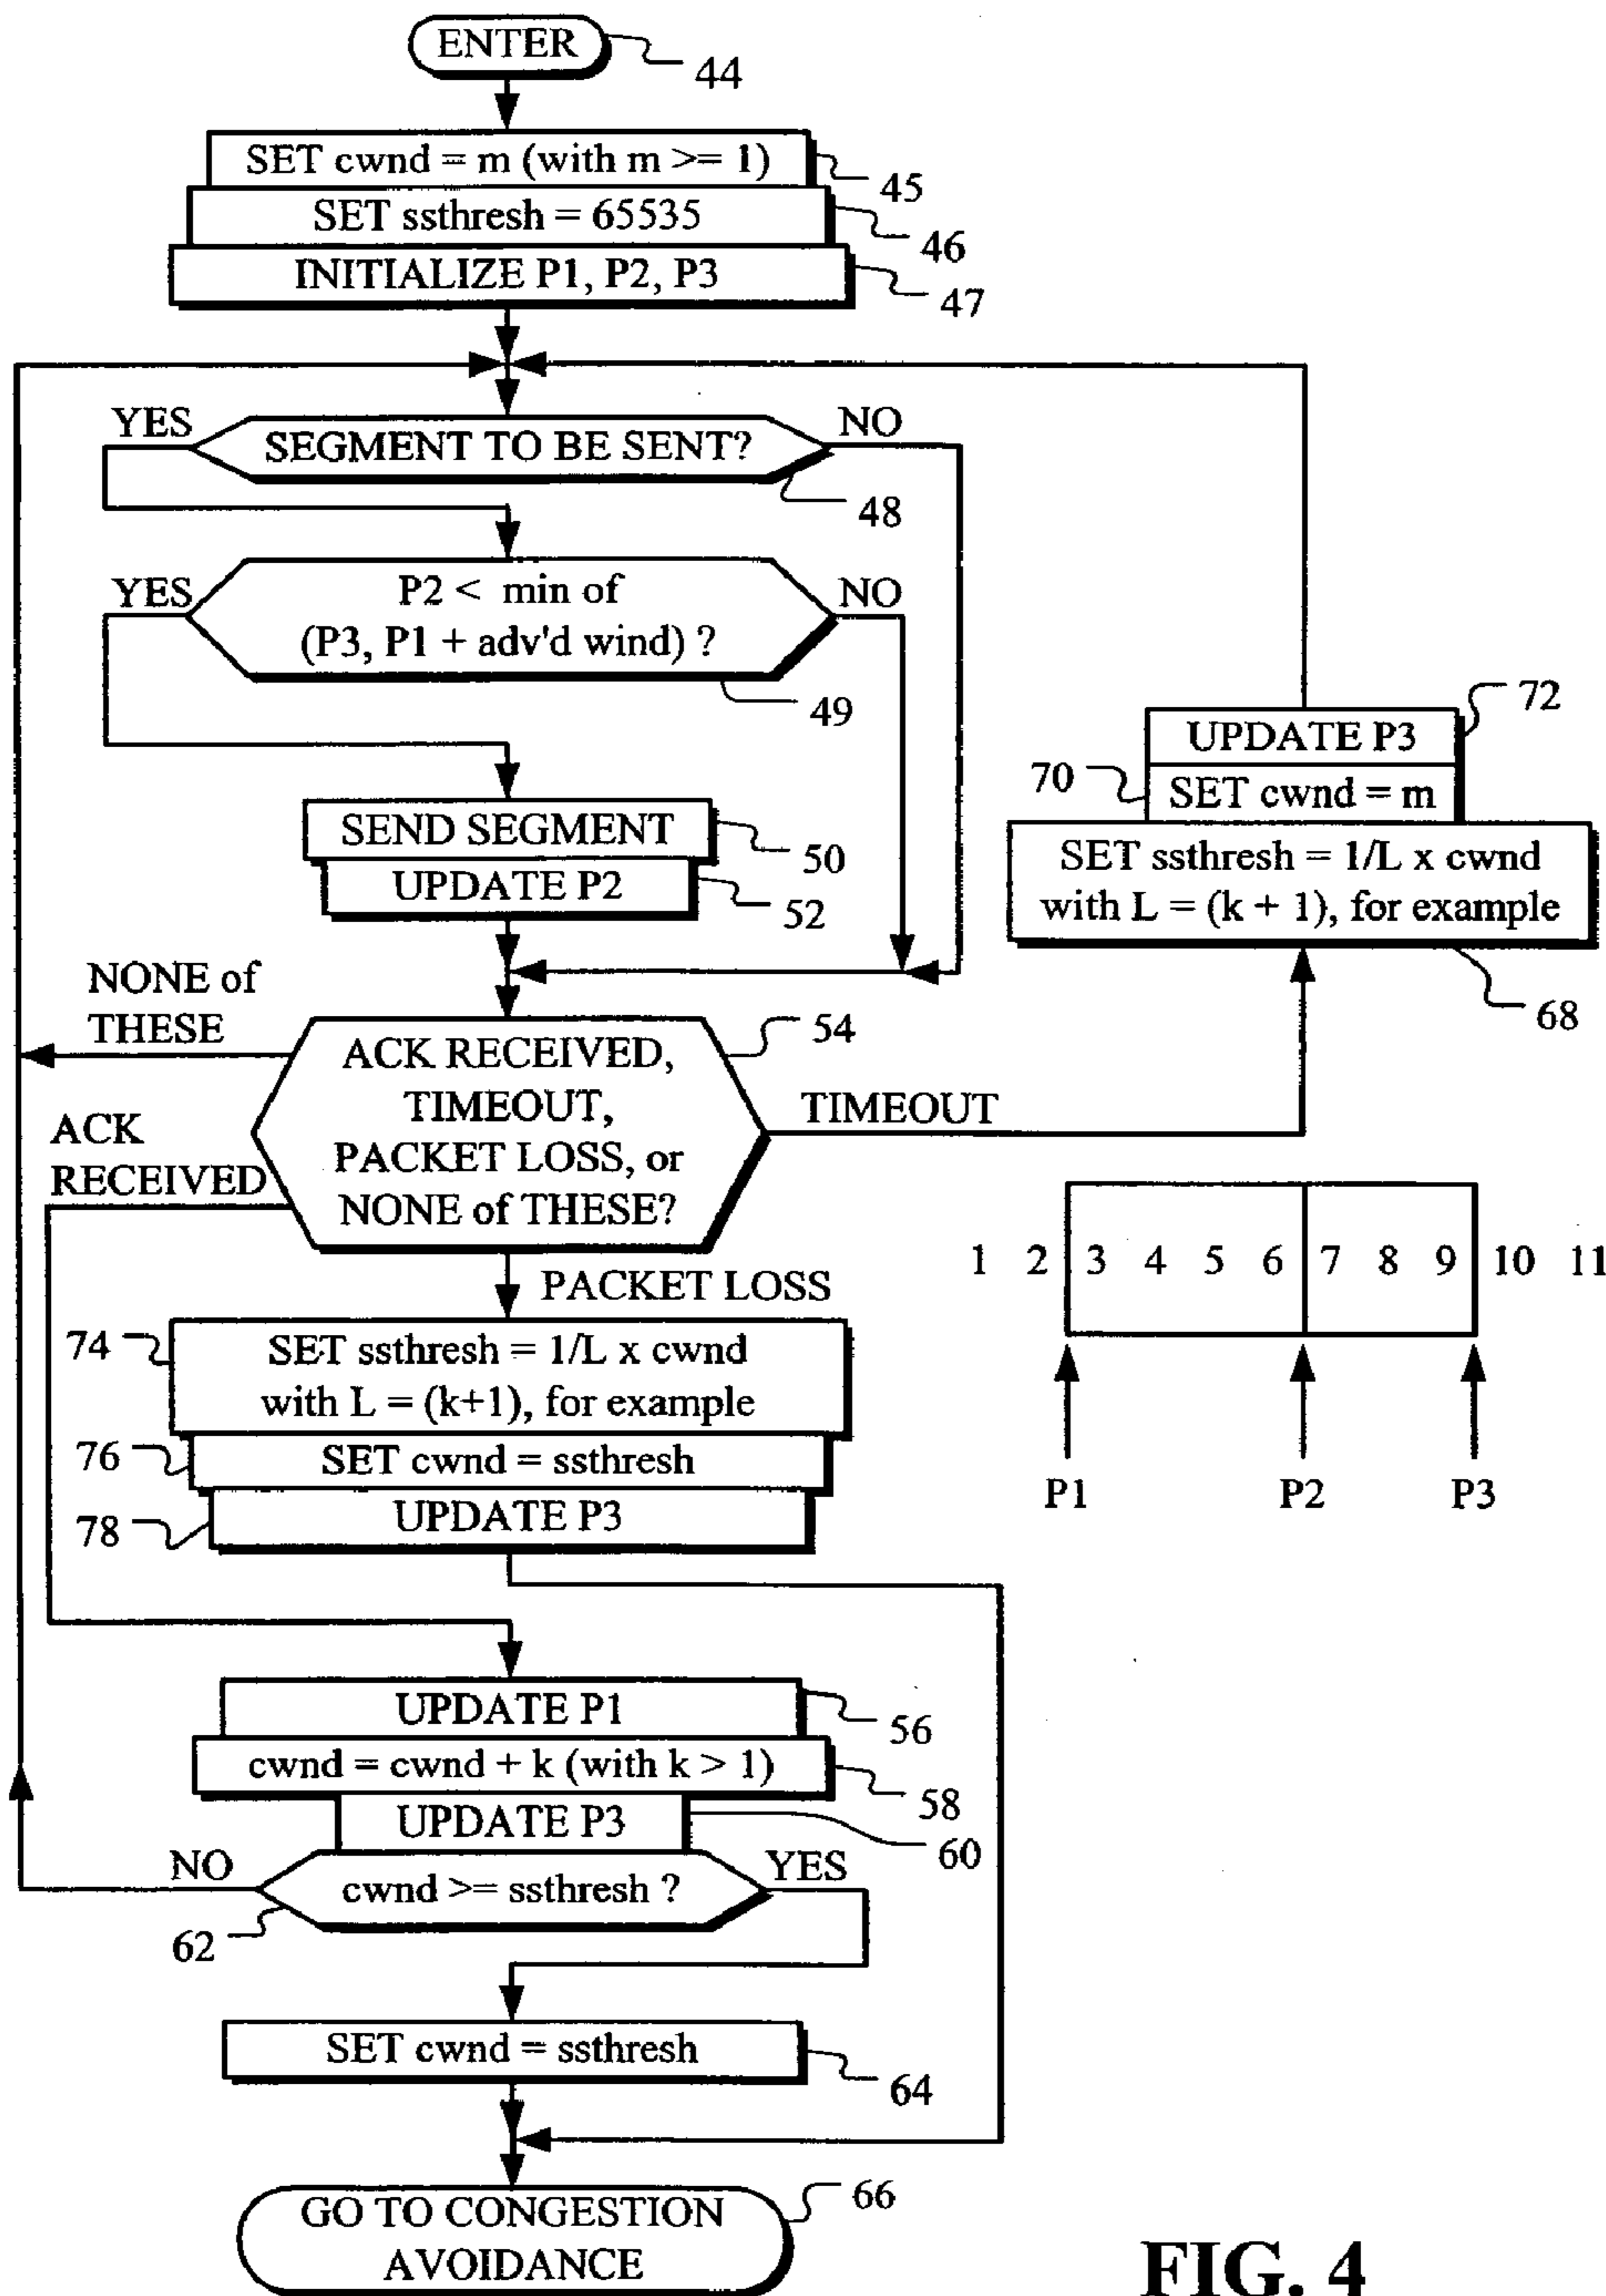 ENTER
44
SET cwnd = m (with m >= 1)
45
SET ssthresh = 65535
46
INITIALIZE P1, P2, P3
47
YES
SEGMENT TO BE SENT?
NO
48
YES
P2 < min of
(P3, P1 + adv'd wind) ?
NO
49
72
UPDATE P3
70
SET cwnd = m
SET ssthresh = 1/L x cwnd
with L = (k + 1), for example
68
SEND SEGMENT
50
UPDATE P2
52
NONE of
THESE
54
ACK RECEIVED,
TIMEOUT,
PACKET LOSS, or
NONE of THESE?
TIMEOUT
ACK
RECEIVED
1 2 3 4 5 6 7 8 9 10 11
P1 P2 P3
PACKET LOSS
74
SET ssthresh = 1/L x cwnd
with L = (k+1), for example
76
SET cwnd = ssthresh
78
UPDATE P3
UPDATE P1
56
cwnd = cwnd + k (with k > 1)
58
UPDATE P3
60
NO
cwnd >= ssthresh ?
YES
62
SET cwnd = ssthresh
64
GO TO CONGESTION
AVOIDANCE
66
FIG. 4